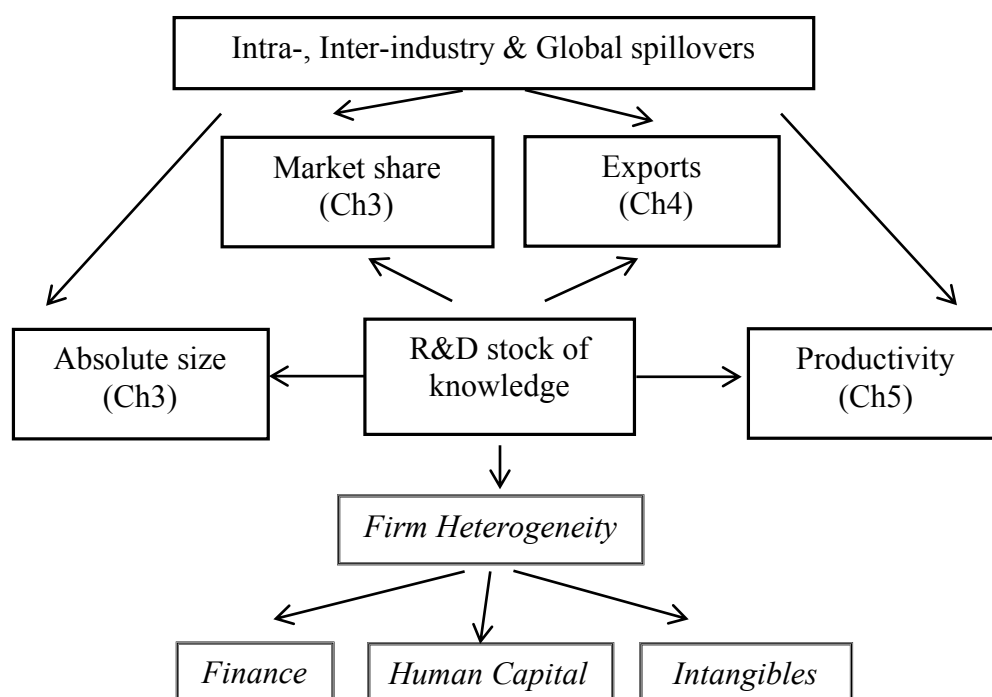 Intra-, Inter-industry & Global spillovers
Market share
(Ch3)
Exports
(Ch4)
Absolute size
(Ch3)
R&D stock of
knowledge
Productivity
(Ch5)
Firm Heterogeneity
Finance
Human Capital
Intangibles